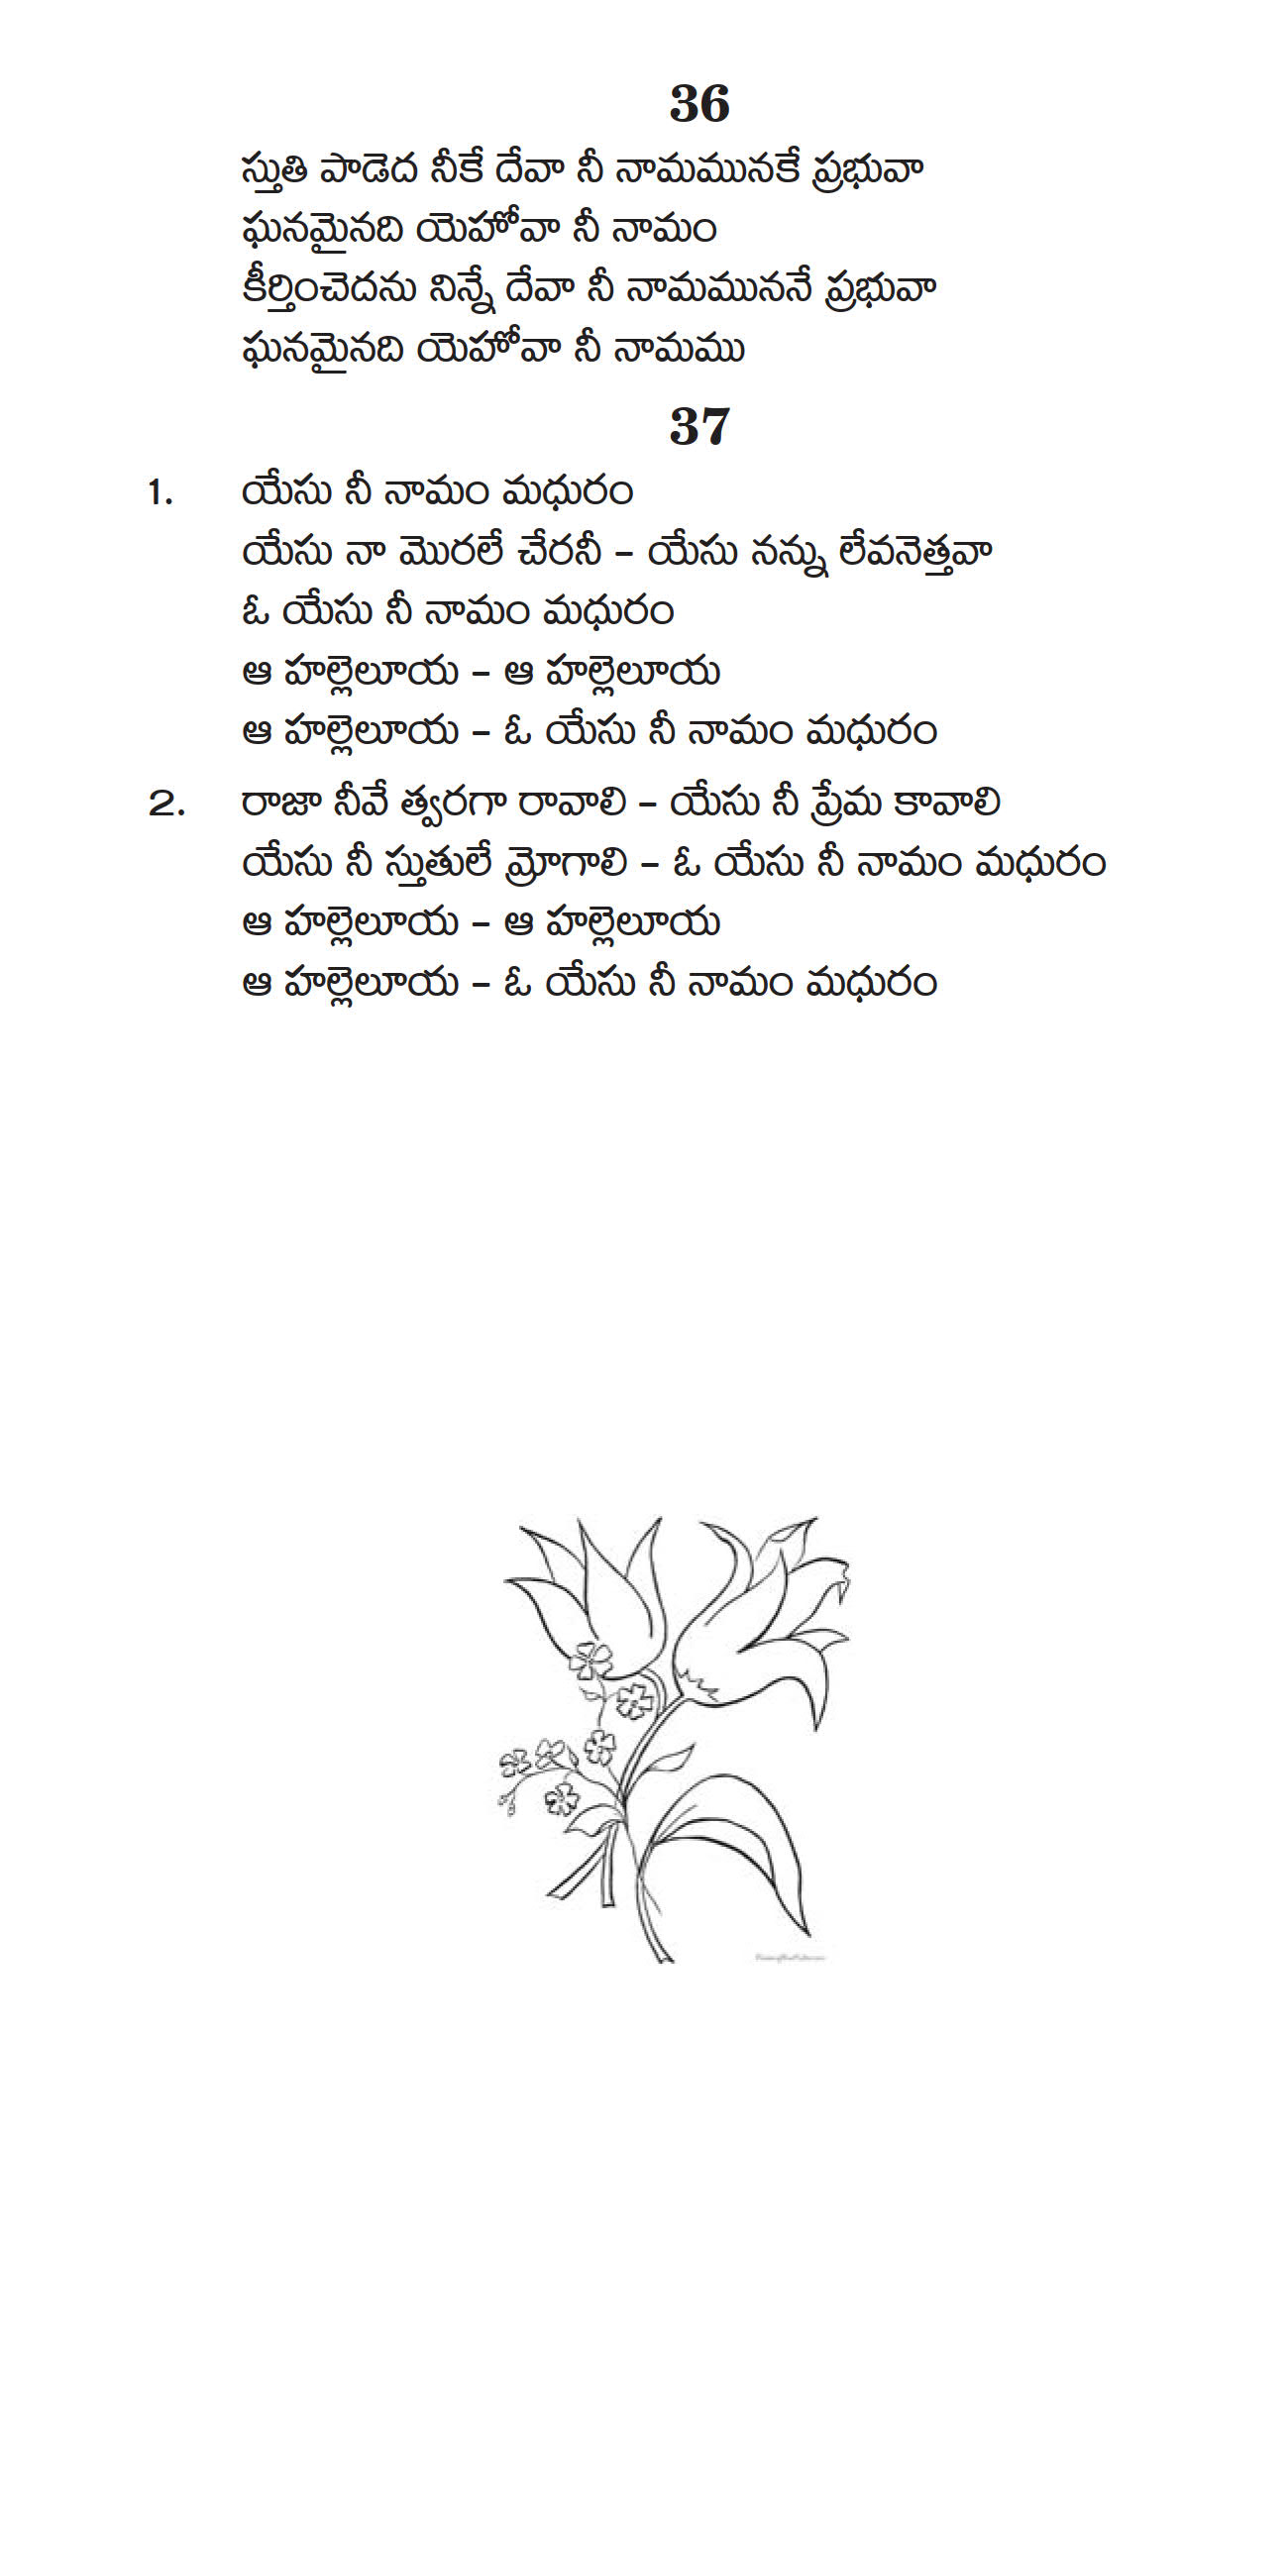 36
స్తుతి పాడెద నీకే దేవా నీ నామమునకే ప్రభువా
ఘనమైనది యెహోవా నీ నామం
కీర్తించెదను నిన్నే దేవా నీ నామముననే ప్రభువా
ఘనమైనది యెహోవా నీ నామము
37
1. యేసు నీ నామం మధురం
యేసు నా మొరలే చేరనీ – యేసు నన్ను లేవనెత్తవా
ఓ యేసు నీ నామం మధురం
ఆ హల్లెలూయ – ఆ హల్లెలూయ
ఆ హల్లెలూయ – ఓ యేసు నీ నామం మధురం
2. రాజా నీవే త్వరగా రావాలి – యేసు నీ ప్రేమ కావాలి
యేసు నీ స్తుతులే మ్రోగాలి – ఓ యేసు నీ నామం మధురం
ఆ హల్లెలూయ – ఆ హల్లెలూయ
ఆ హల్లెలూయ – ఓ యేసు నీ నామం మధురం